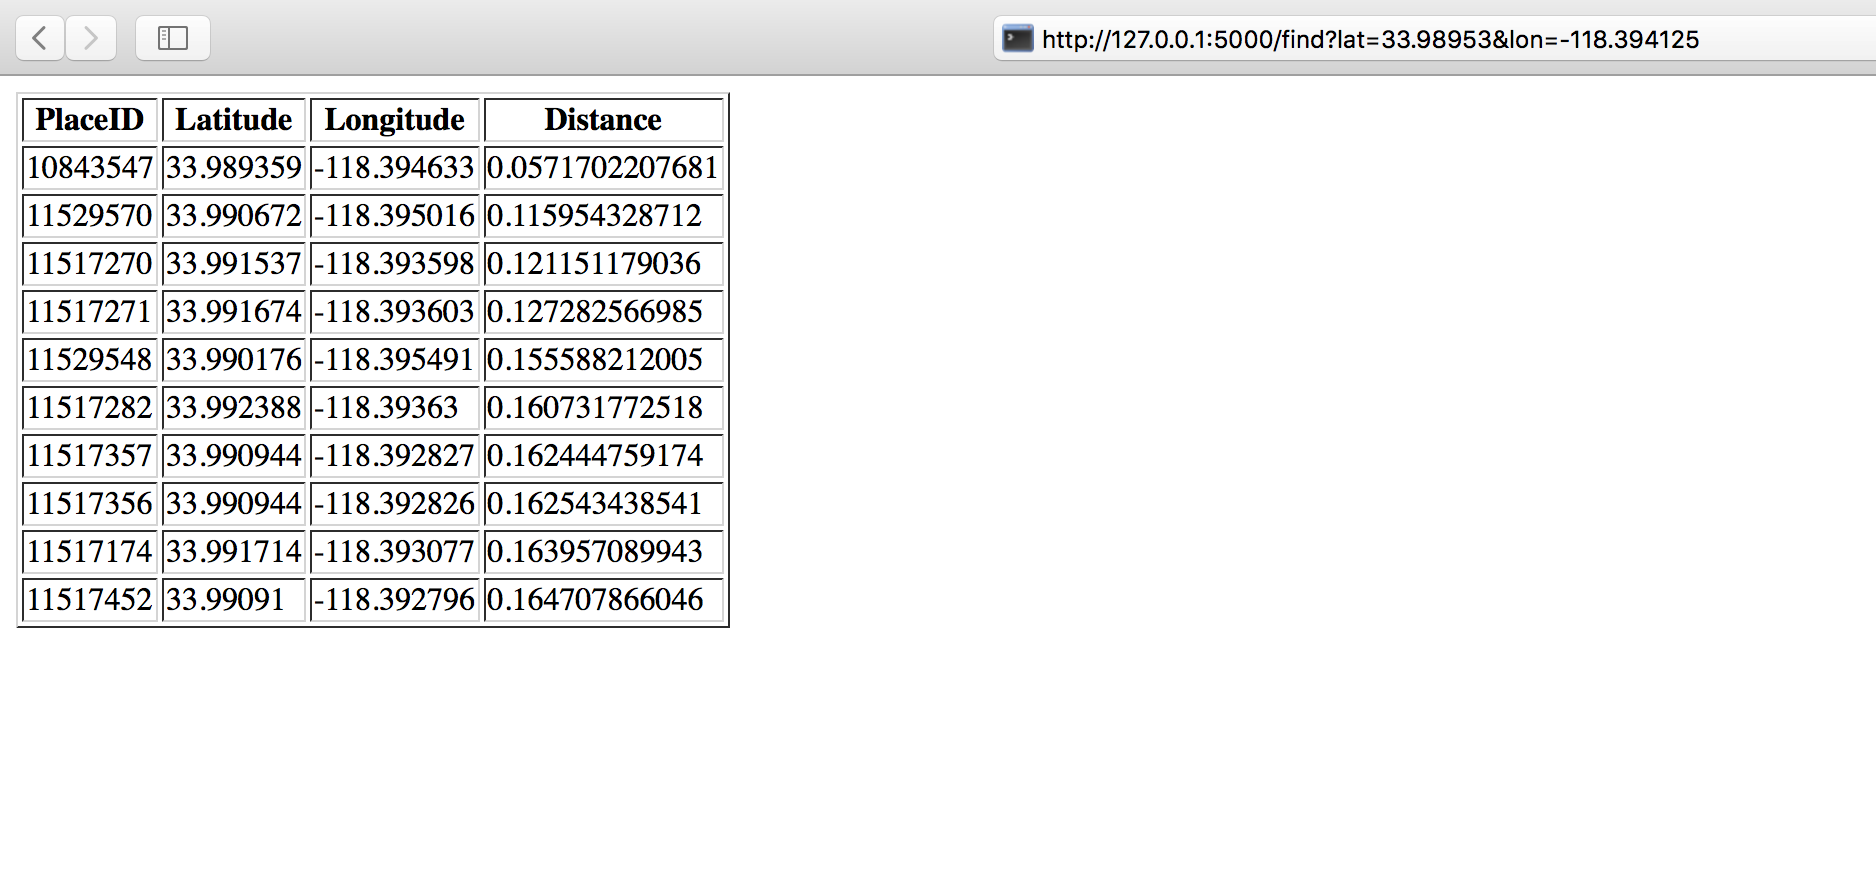 http://127.0.0.1:5000/find?lat=33.98953&lon=-118.394125
PlaceID Latitude Longitude Distance
10843547 33.989359 -118.394633 0.0571702207681
11529570 33.990672 -118.395016 0.115954328712
11517270 33.991537 -118.393598 0.121151179036
11517271 33.991674 -118.393603 0.127282566985
11529548 33.990176 -118.395491 0.155588212005
11517282 33.992388 -118.39363 0.160731772518
11517357 33.990944 -118.392827 0.162444759174
11517356 33.990944 -118.392826 0.162543438541
11517174 33.991714 -118.393077 0.163957089943
11517452 33.99091 -118.392796 0.164707866046